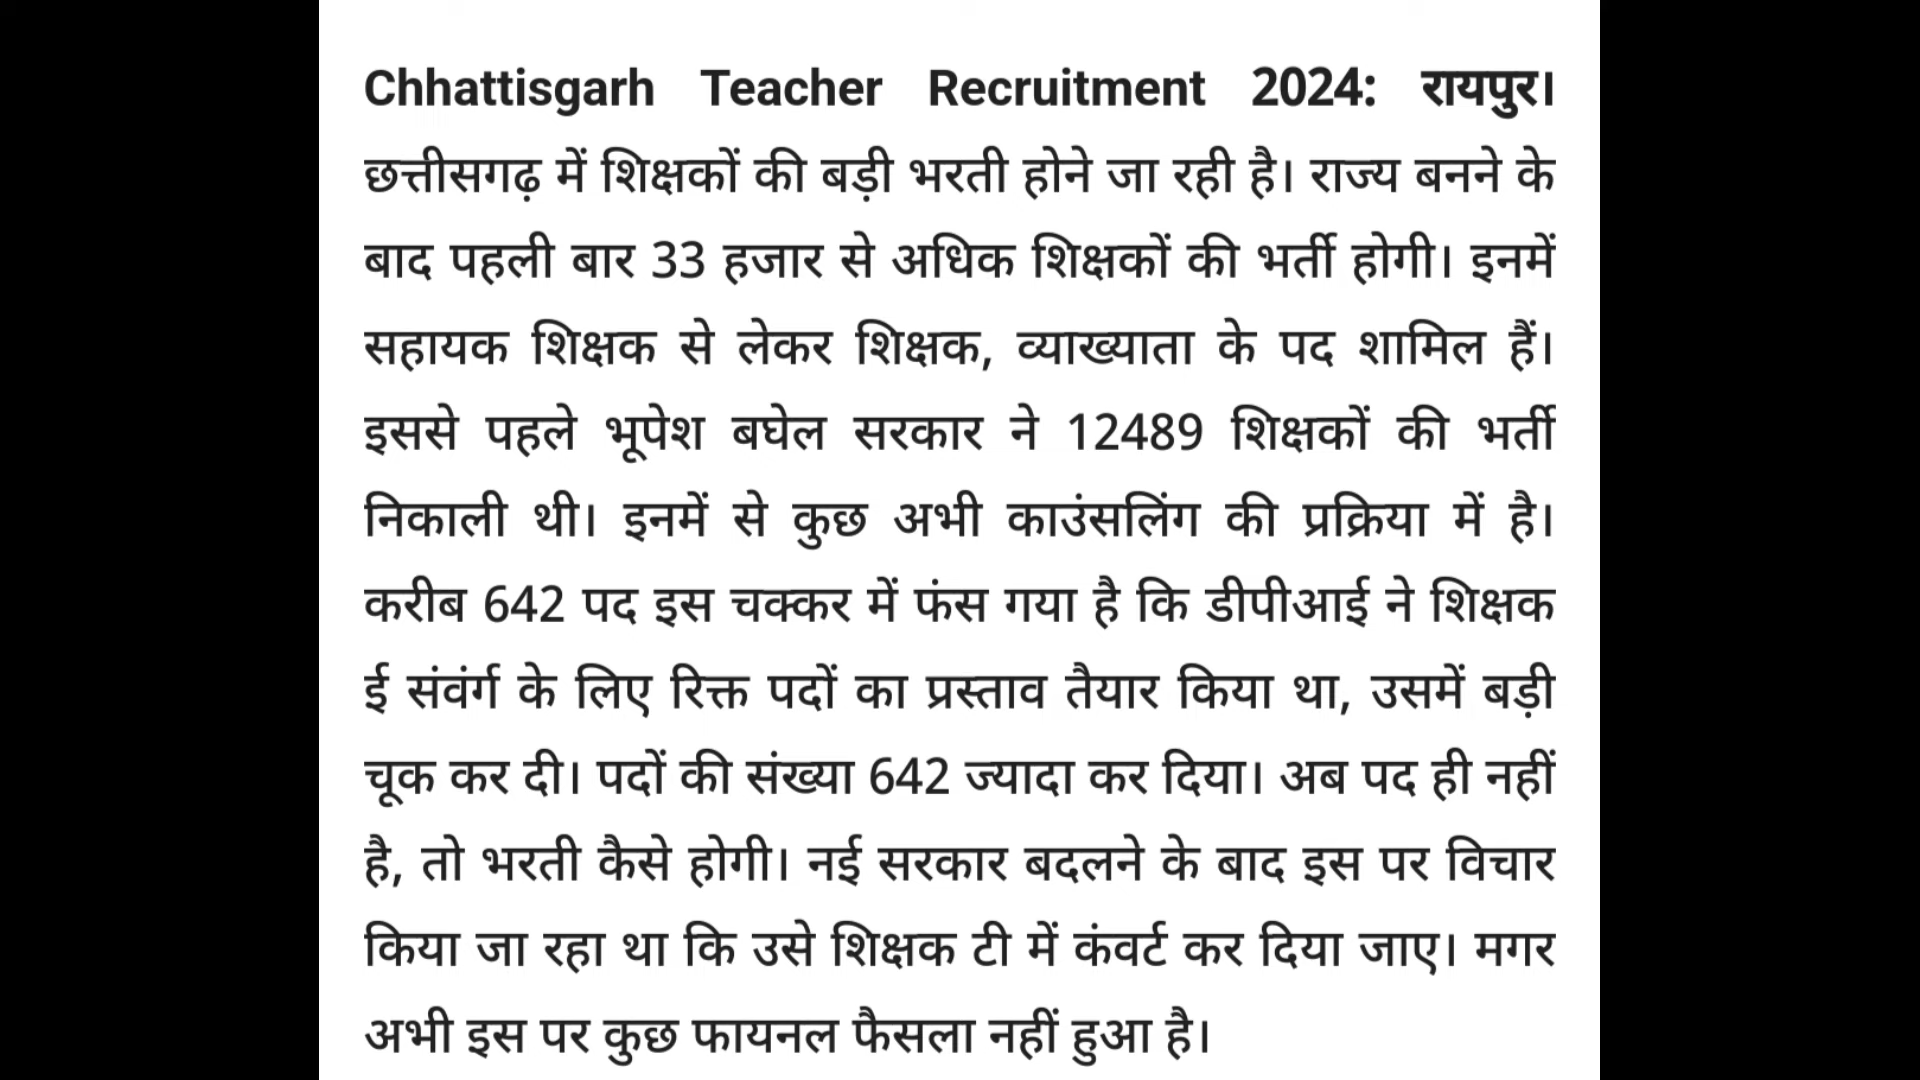 Chhattisgarh Teacher Recruitment 2024: रायपुर।
छत्तीसगढ़ में शिक्षकों की बड़ी भरती होने जा रही है। राज्य बनने के
बाद पहली बार 33 हजार से अधिक शिक्षकों की भर्ती होगी। इनमें
सहायक शिक्षक से लेकर शिक्षक, व्याख्याता के पद शामिल हैं।
इससे पहले भूपेश बघेल सरकार ने 12489 शिक्षकों की भर्ती
निकाली थी। इनमें से कुछ अभी काउंसलिंग की प्रक्रिया में है।
करीब 642 पद इस चक्कर में फंस गया है कि डीपीआई ने शिक्षक
ई संवंर्ग के लिए रिक्त पदों का प्रस्ताव तैयार किया था, उसमें बड़ी
चूक कर दी। पदों की संख्या 642 ज्यादा कर दिया। अब पद ही नहीं
है, तो भरती कैसे होगी। नई सरकार बदलने के बाद इस पर विचार
किया जा रहा था कि उसे शिक्षक टी में कंवर्ट कर दिया जाए। मगर
अभी इस पर कुछ फायनल फैसला नहीं हुआ है।